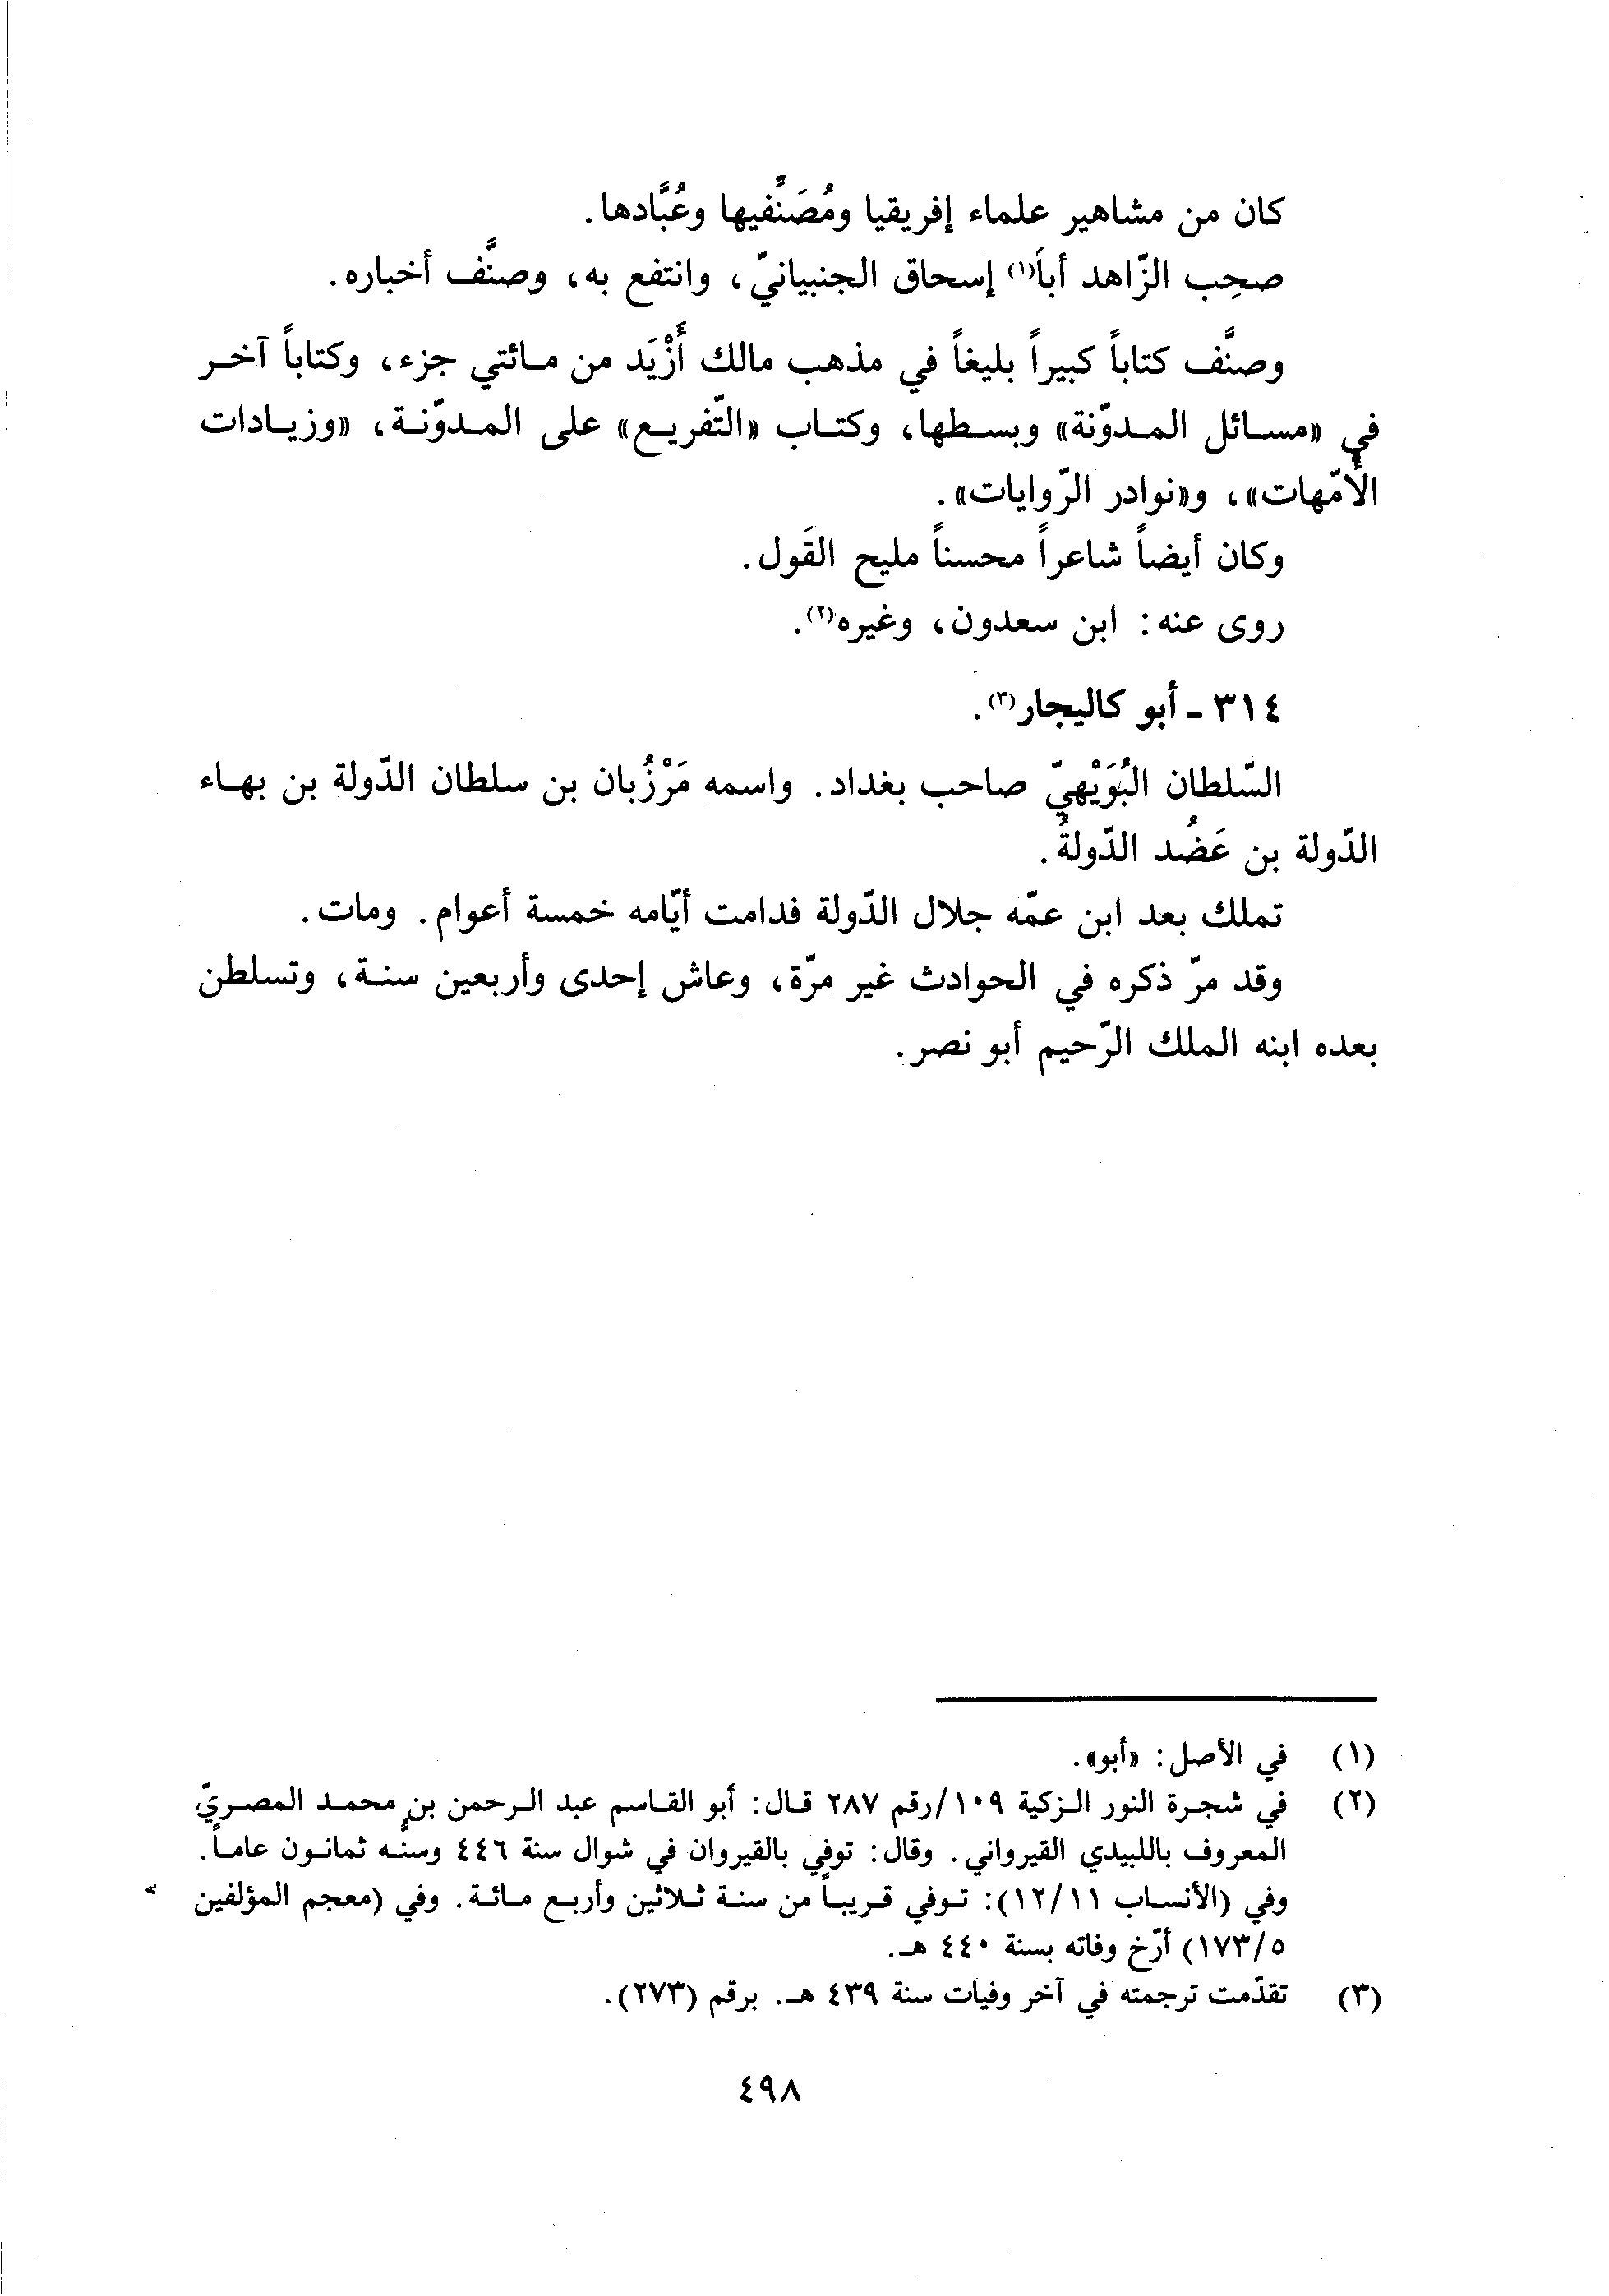 كان من مشاهير علماء إفريقيا ومُصَنِّفيها وعُبَّادها.
صحِب الزّاهد أباَ(١) إسحاق الجنبيانيّ، وانتفع به، وصنَّف أخباره.
وصنَّف كتاباً كبيراً بليغاً في مذهب مالك أَزْيَد من مائتي جزء، وكتاباً آخر
في «مسائل المدوّنة» وبسطها، وكتاب «التّفريع» على المدوّنة، «وزيادات
الأمّهات»، و«نوادر الرّوايات».
وكان أيضاً شاعراً محسناً مليح القَول.
روى عنه: ابن سعدون، وغيره(٢).
٣١٤ - أبو كاليجار(٣).
السّلطان البُوَيْهيّ صاحب بغداد. واسمه مَرْزُبان بن سلطان الدّولة بن بهاء
الدّولة بن عَضُد الدّولةُ.
تملك بعد ابن عمّه جلال الدّولة فدامت أيّامه خمسة أعوام. ومات.
وقد مرّ ذكره في الحوادث غير مرّة، وعاش إحدى وأربعين سنة، وتسلطن
بعده ابنه الملك الرّحيم أبو نصر.
(١) في الأصل: «أبو».
(٢) في شجرة النور الزكية ١٠٩/رقم ٢٨٧ قال: أبو القاسم عبد الرحمن بن محمد المصريّ
المعروف باللبيدي القيرواني. وقال: توفي بالقيروان في شوال سنة ٤٤٦ وسنُّه ثمانون عاماً.
وفي (الأنساب ١٢/١١): توفي قريباً من سنة ثلاثين وأربع مائة. وفي (معجم المؤلفين
١٧٣/٥) أرّخ وفاته بسنة ٤٤٠ هـ.
(٣) تقدّمت ترجمته في آخر وفيات سنة ٤٣٩ هـ. برقم (٢٧٣).
٤٩٨